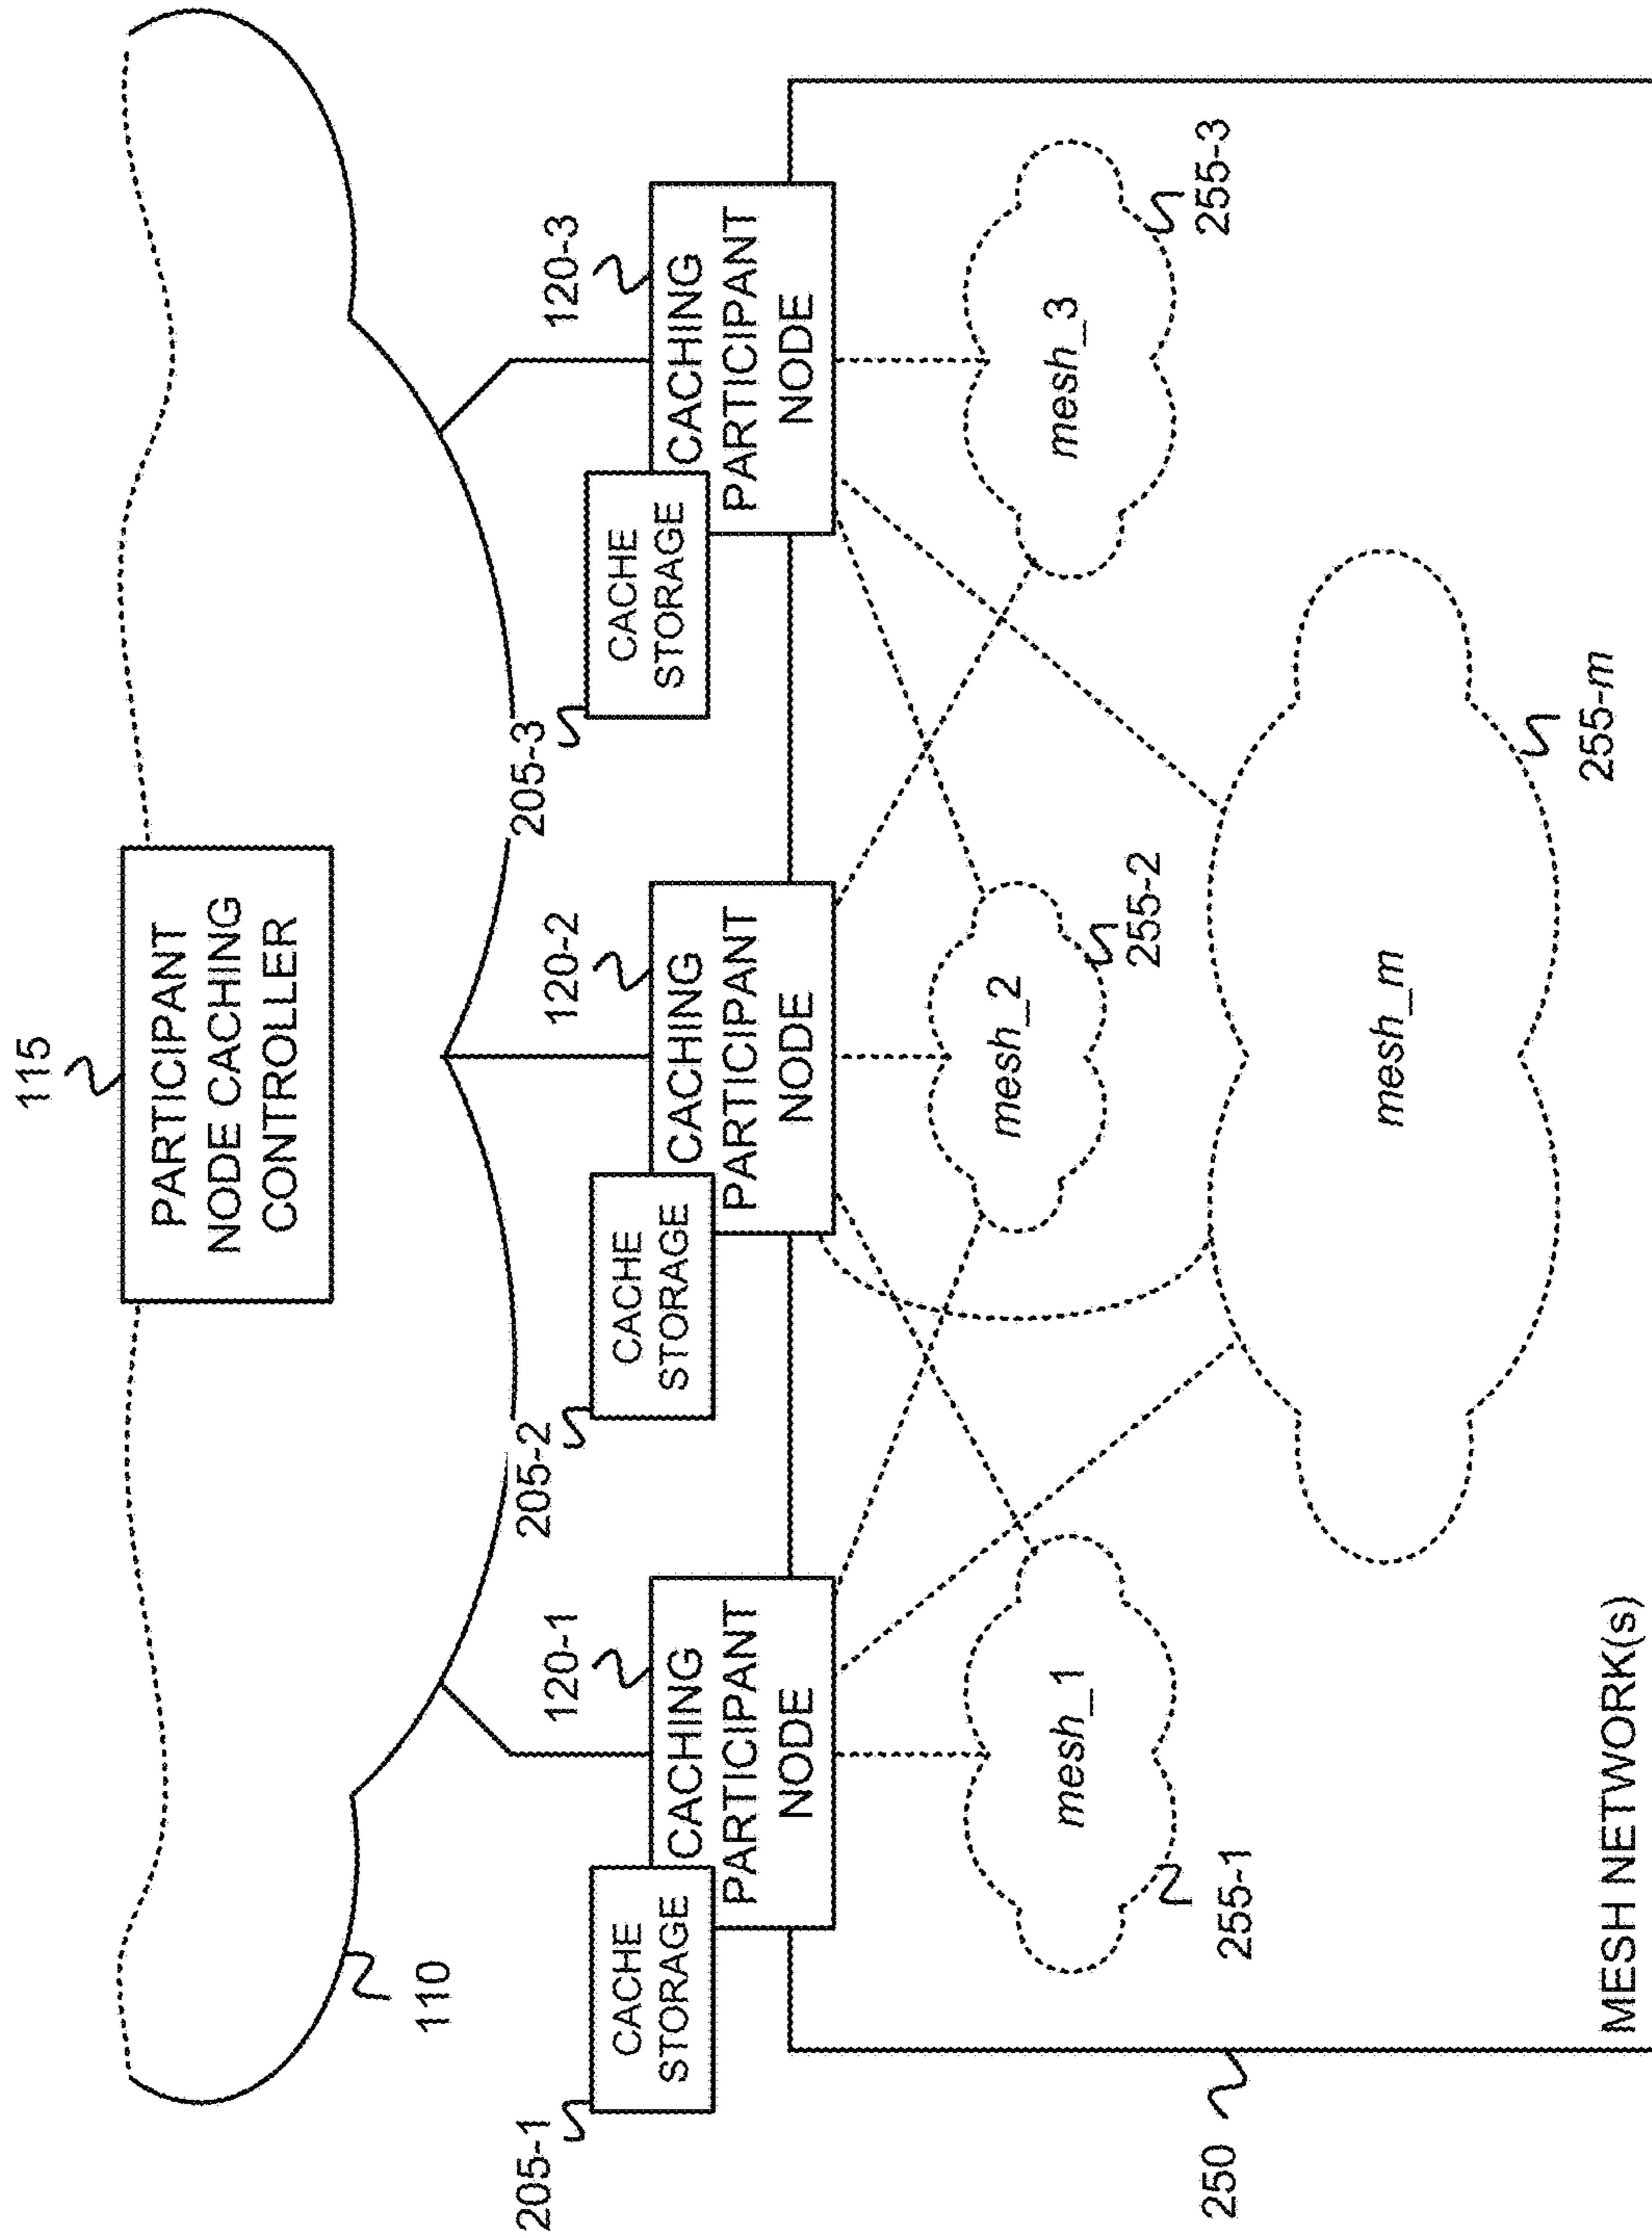 115
PARTICIPANT
NODE CACHING
CONTROLLER
110
205-1
CACHE
STORAGE
120-1
CACHING
PARTICIPANT
NODE
205-2
CACHE
STORAGE
120-2
CACHING
PARTICIPANT
NODE
205-3
CACHE
STORAGE
120-3
CACHING
PARTICIPANT
NODE
mesh_1
255-1
mesh_2
255-2
mesh_3
255-3
mesh_m
255-m
250
MESH NETWORK(s)